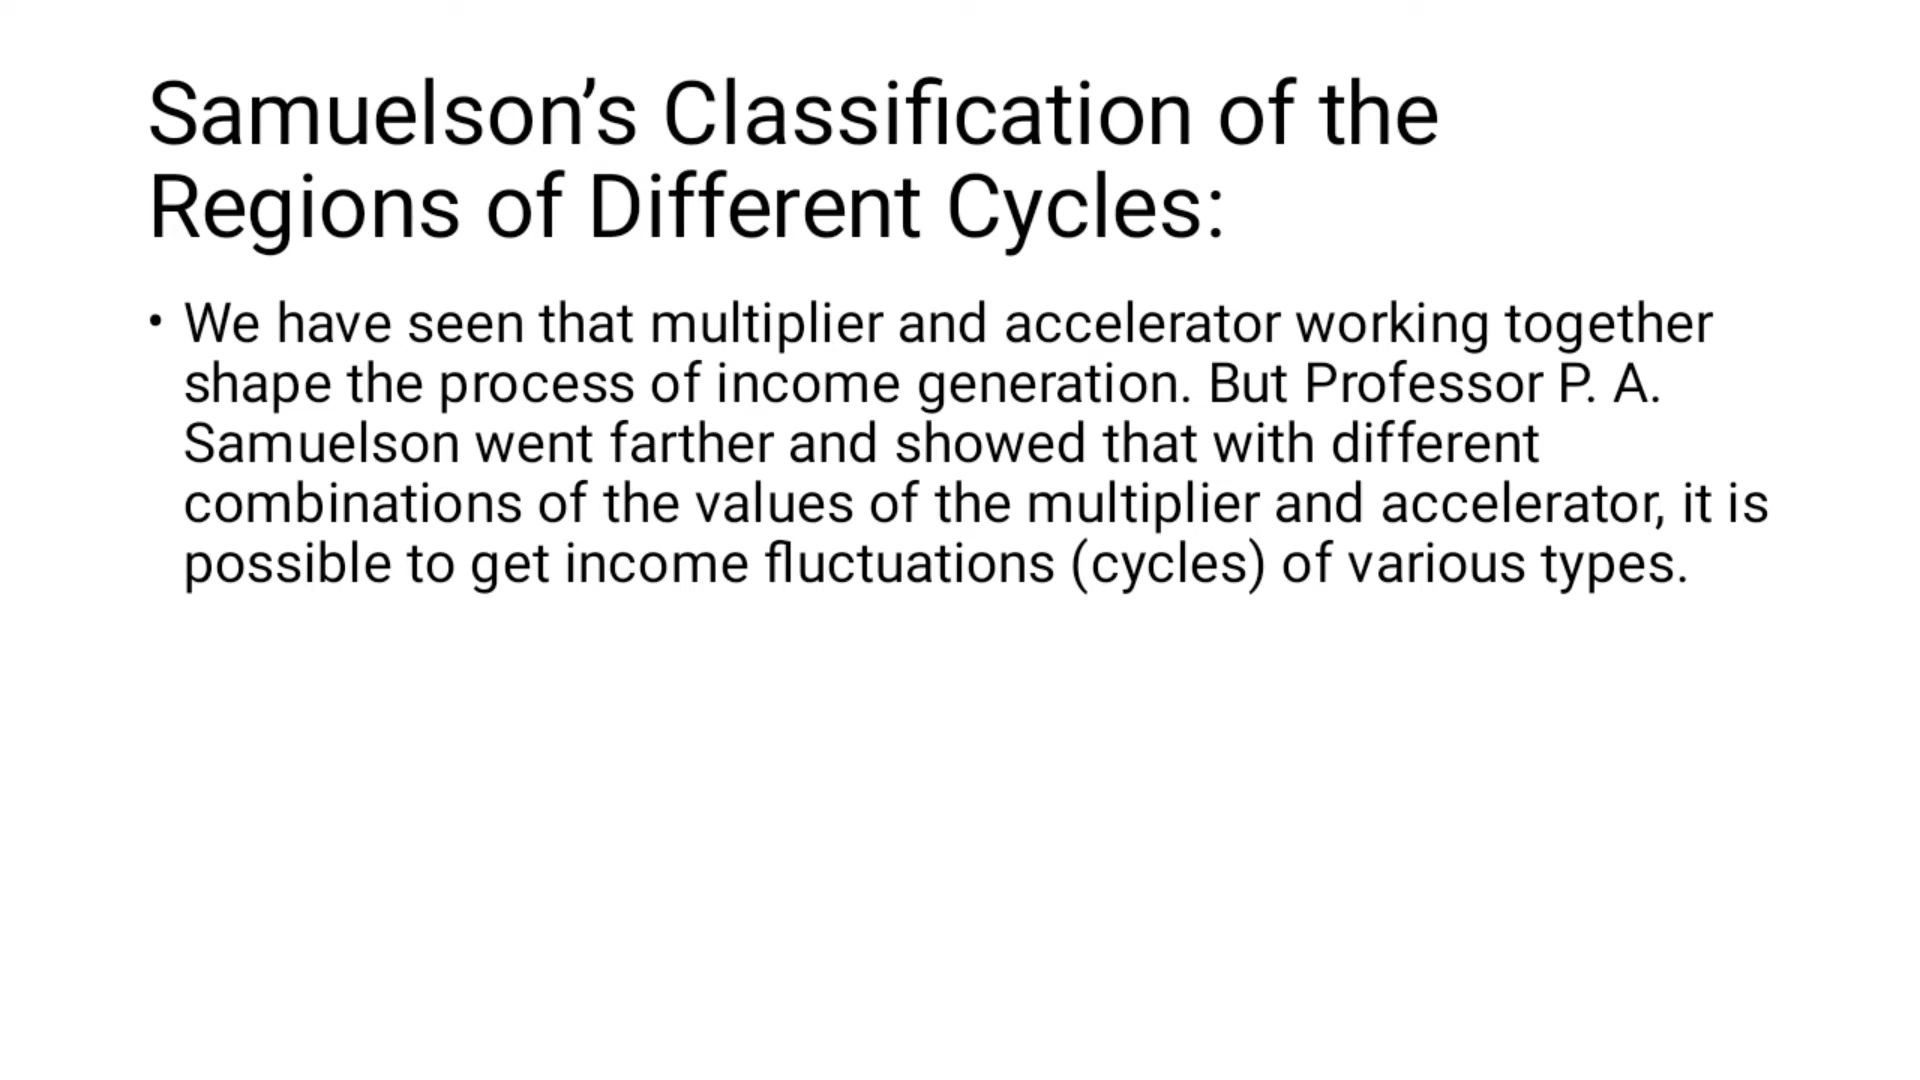 Samuelson’s Classification of the
Regions of Different Cycles:
• We have seen that multiplier and accelerator working together
shape the process of income generation. But Professor P. A.
Samuelson went farther and showed that with different
combinations of the values of the multiplier and accelerator, it is
possible to get income fluctuations (cycles) of various types.